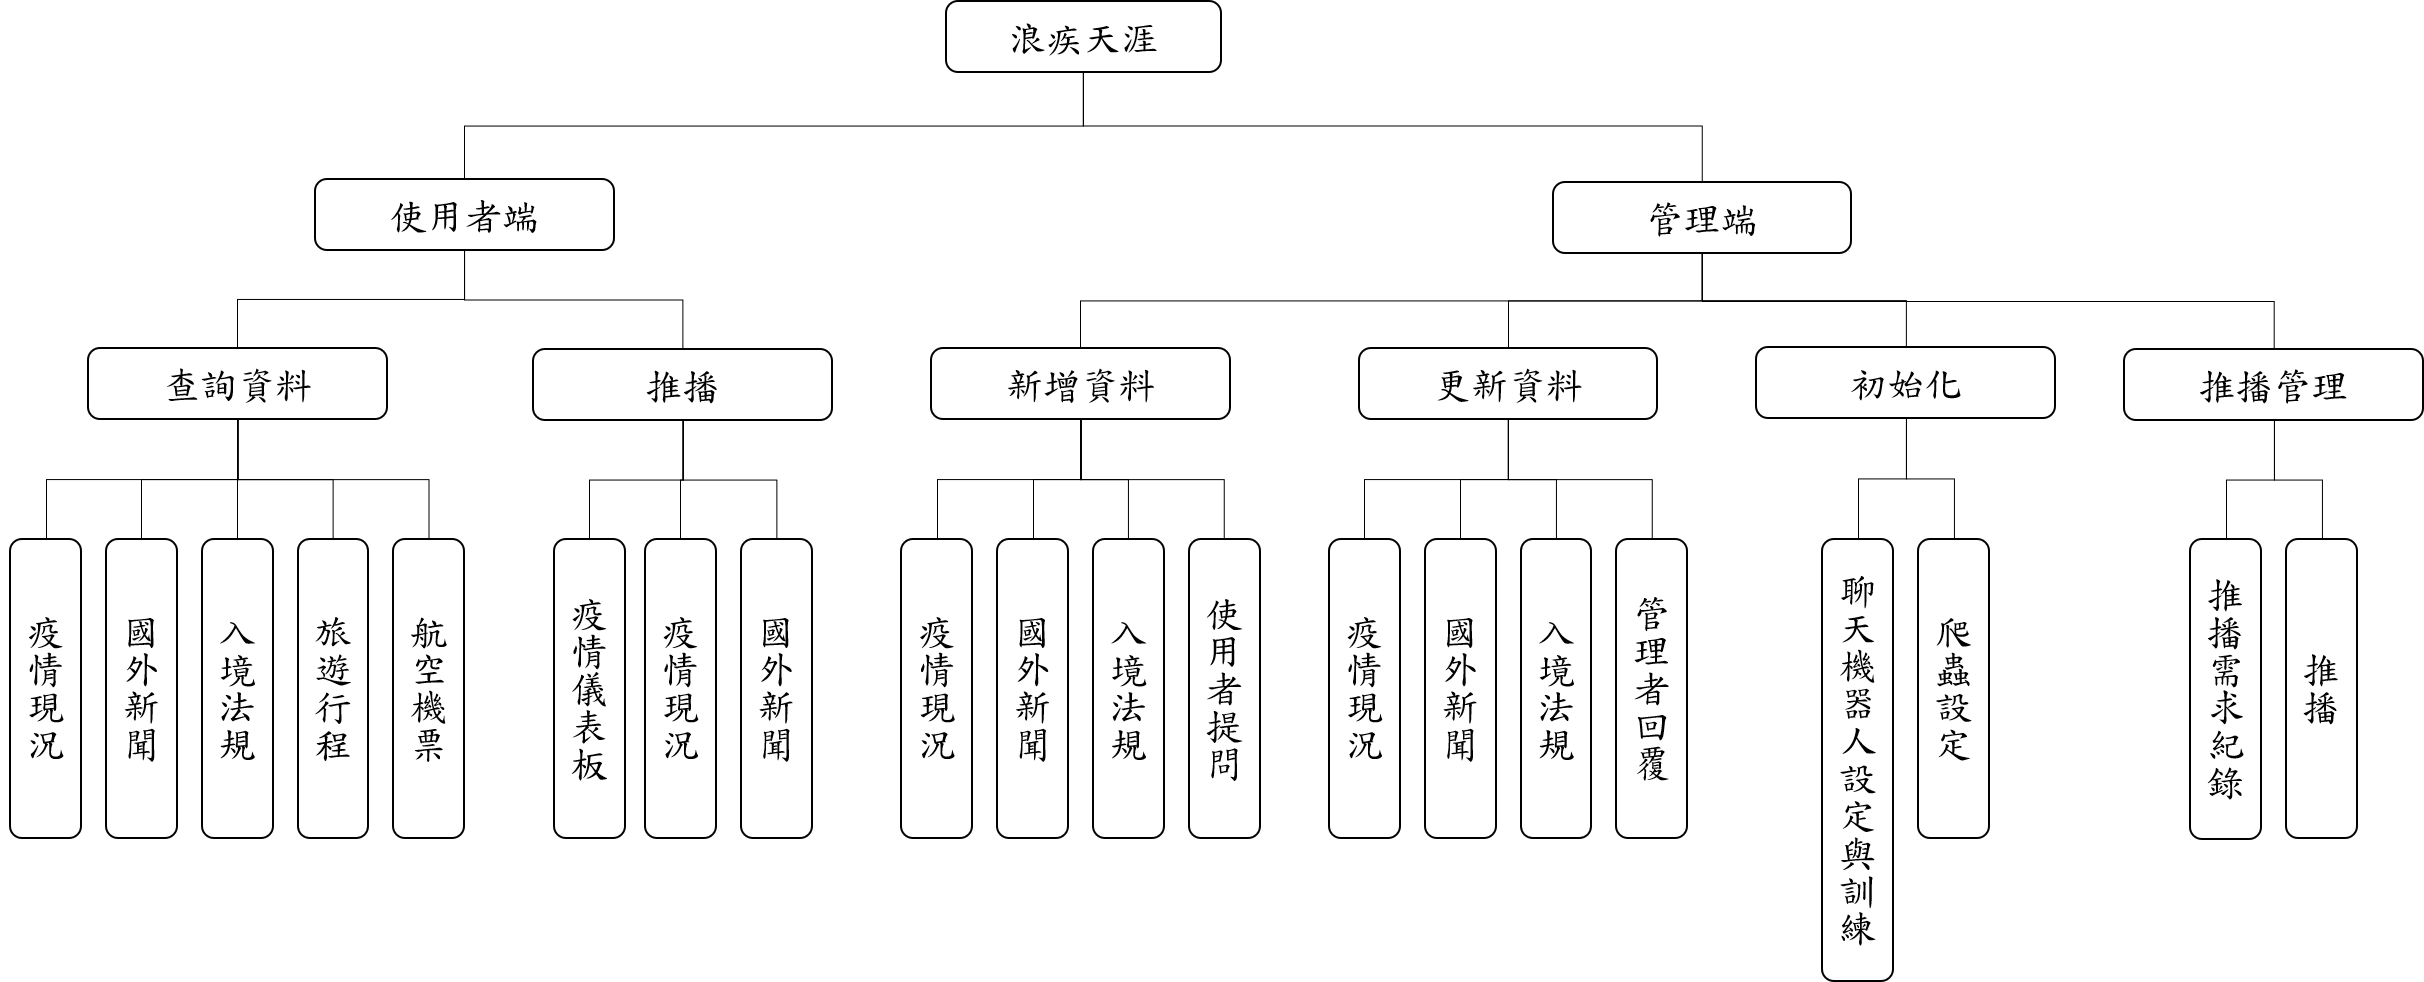 浪疾天涯
使用者端
管理端
查詢資料
推播
新增資料
更新資料
初始化
推播管理
疫情現況
國外新聞
入境法規
旅遊行程
航空機票
疫情儀表板
疫情現況
國外新聞
疫情現況
國外新聞
入境法規
使用者提問
疫情現況
國外新聞
入境法規
管理者回覆
聊天機器人設定與訓練
爬蟲設定
推播需求紀錄
推播